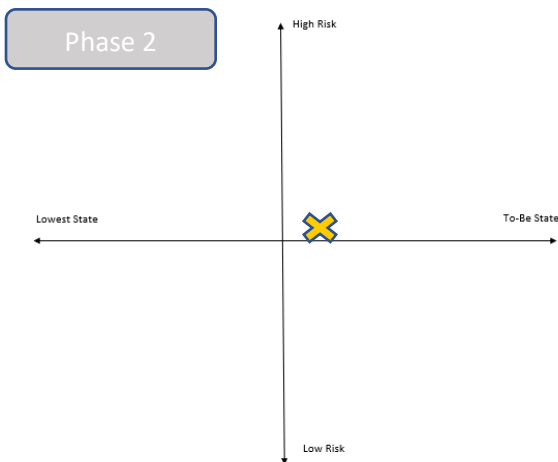 Phase 2
High Risk
Lowest State
To-Be State
Low Risk